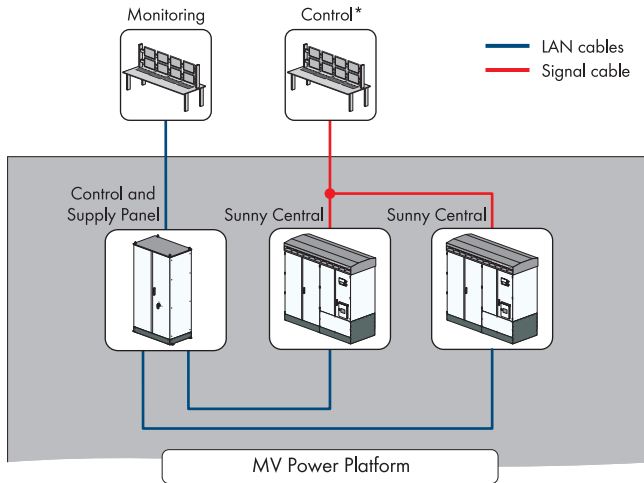 Monitoring
Control*
LAN cables
Signal cable
Control and
Supply Panel
Sunny Central
Sunny Central
MV Power Platform